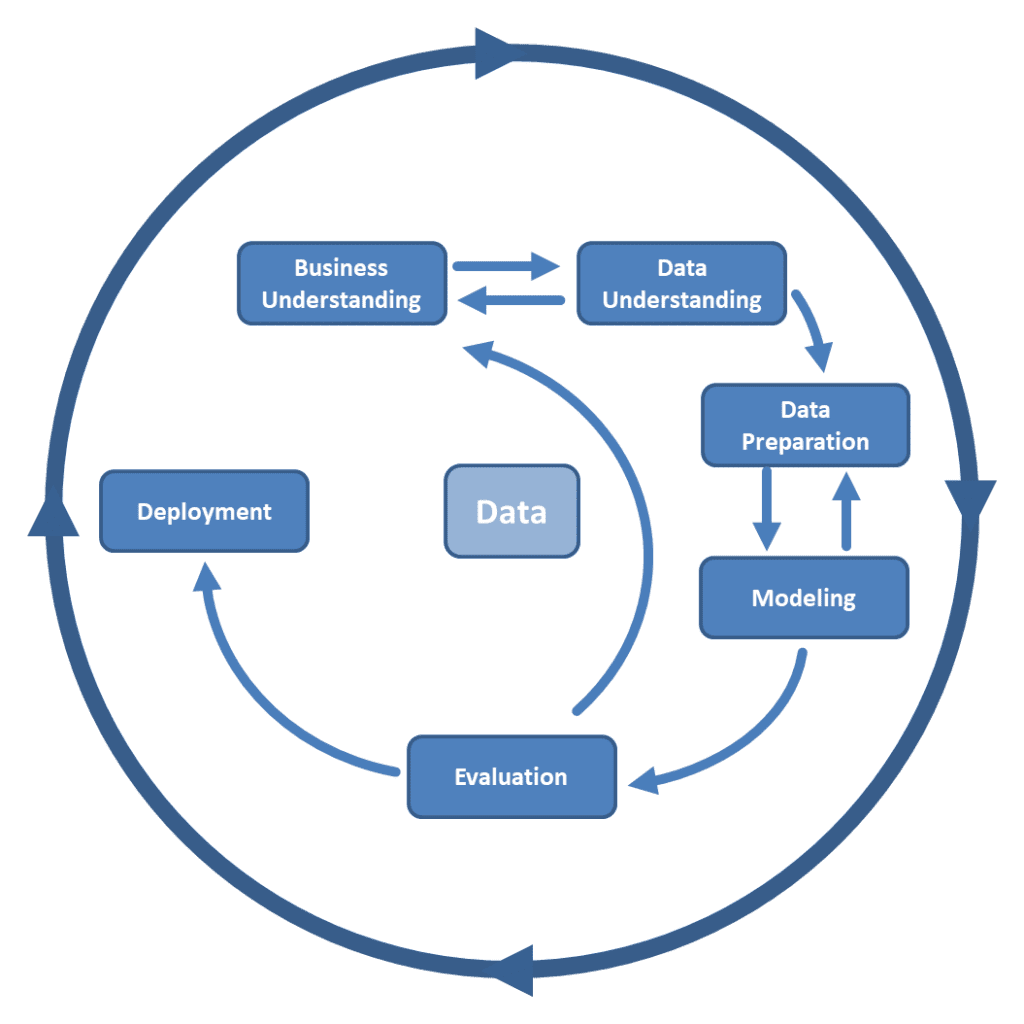 Business
Understanding
Data
Understanding
Data
Preparation
Modeling
Evaluation
Deployment
Data